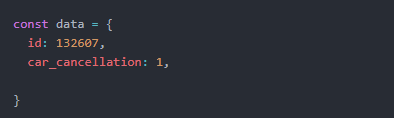 const data = {
  id: 132607,
  car_cancellation: 1,
}